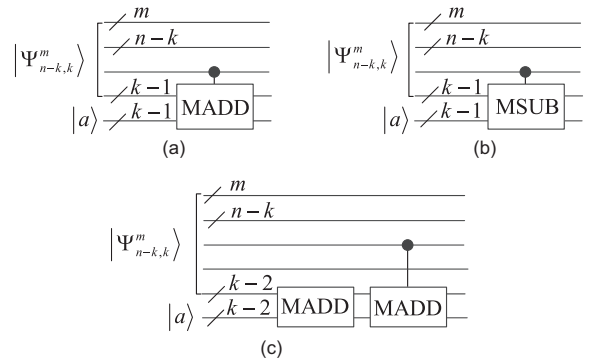 m m
n−k n−k
|Ψ^m_{n−k,k}⟩ |Ψ^m_{n−k,k}⟩
k−1 k−1
|a⟩ k−1 MADD |a⟩ k−1 MSUB
(a) (b)
m
n−k
|Ψ^m_{n−k,k}⟩
k−2
|a⟩ k−2 MADD MADD
(c)